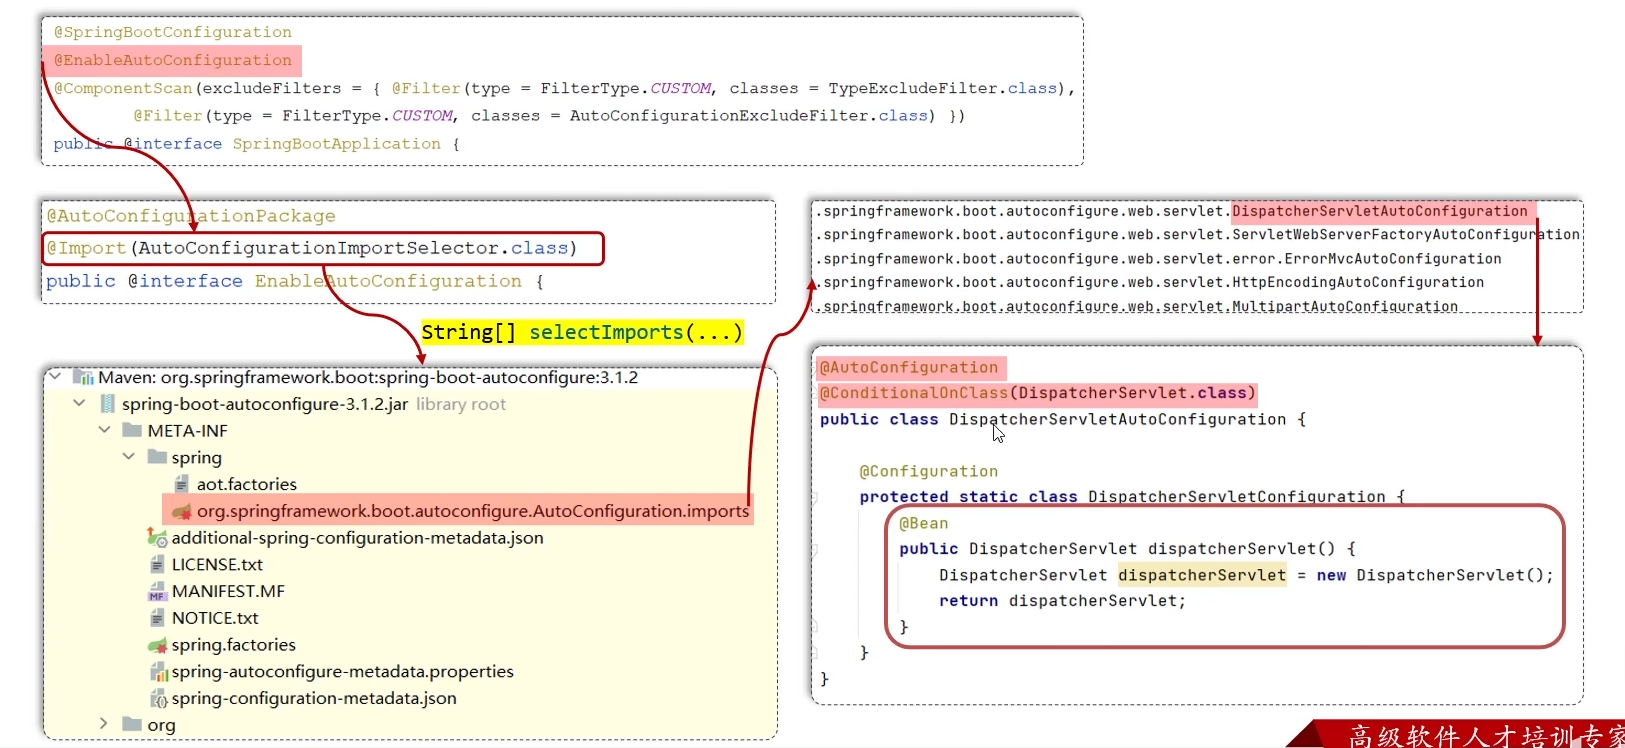 @SpringBootConfiguration
@EnableAutoConfiguration
@ComponentScan(excludeFilters = { @Filter(type = FilterType.CUSTOM, classes = TypeExcludeFilter.class),
@Filter(type = FilterType.CUSTOM, classes = AutoConfigurationExcludeFilter.class) })
public @interface SpringBootApplication {
@AutoConfigurationPackage
@Import(AutoConfigurationImportSelector.class)
public @interface EnableAutoConfiguration {
String[] selectImports(...)
Maven: org.springframework.boot:spring-boot-autoconfigure:3.1.2
spring-boot-autoconfigure-3.1.2.jar library root
META-INF
spring
aot.factories
org.springframework.boot.autoconfigure.AutoConfiguration.imports
additional-spring-configuration-metadata.json
LICENSE.txt
MF MANIFEST.MF
NOTICE.txt
spring.factories
spring-autoconfigure-metadata.properties
spring-configuration-metadata.json
org
.springframework.boot.autoconfigure.web.servlet.DispatcherServletAutoConfiguration
.springframework.boot.autoconfigure.web.servlet.ServletWebServerFactoryAutoConfiguration
.springframework.boot.autoconfigure.web.servlet.error.ErrorMvcAutoConfiguration
.springframework.boot.autoconfigure.web.servlet.HttpEncodingAutoConfiguration
.springframework.boot.autoconfigure.web.servlet.MultipartAutoConfiguration
@AutoConfiguration
@ConditionalOnClass(DispatcherServlet.class)
public class DispatcherServletAutoConfiguration {
@Configuration
protected static class DispatcherServletConfiguration {
@Bean
public DispatcherServlet dispatcherServlet() {
DispatcherServlet dispatcherServlet = new DispatcherServlet();
return dispatcherServlet;
}
}
}
高级软件人才培训专家